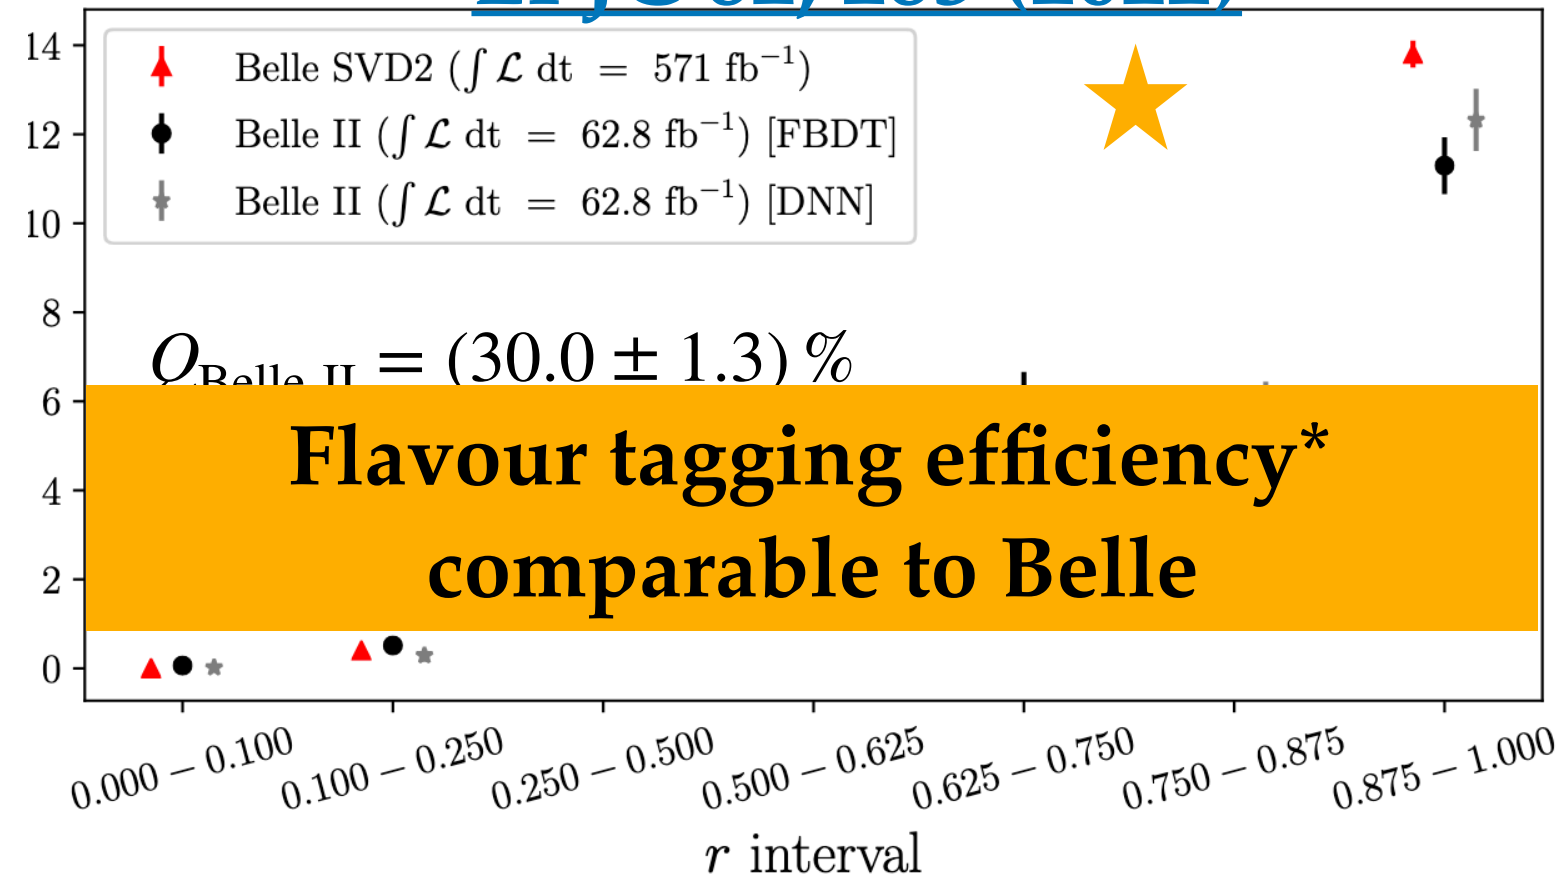 14
12
10
8
6
4
2
0
Belle SVD2 (∫ ℒ dt = 571 fb⁻¹)
Belle II (∫ ℒ dt = 62.8 fb⁻¹) [FBDT]
Belle II (∫ ℒ dt = 62.8 fb⁻¹) [DNN]
Q_Belle II = (30.0 ± 1.3) %
Flavour tagging efficiency*
comparable to Belle
0.000 – 0.100
0.100 – 0.250
0.250 – 0.500
0.500 – 0.625
0.625 – 0.750
0.750 – 0.875
0.875 – 1.000
r interval